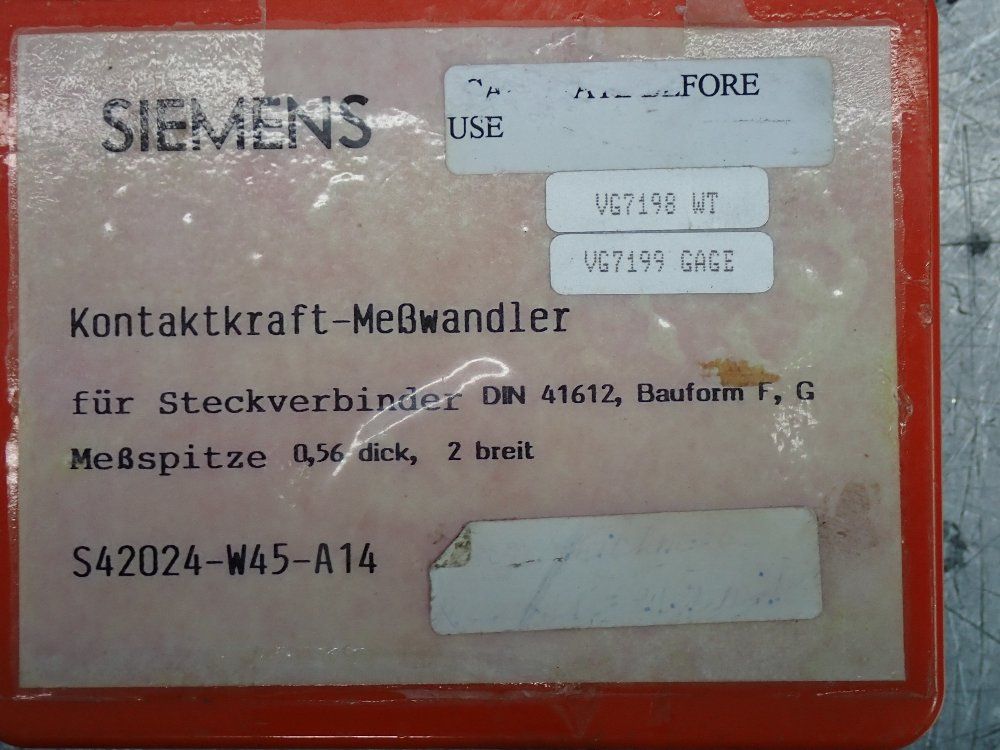 SIEMENS
BEFORE
USE
VG7198 WT
VG7199 GAGE
Kontaktkraft-Meßwandler
für Steckverbinder DIN 41612, Bauform F, G
Meßspitze 0,56 dick, 2 breit
S42024-W45-A14